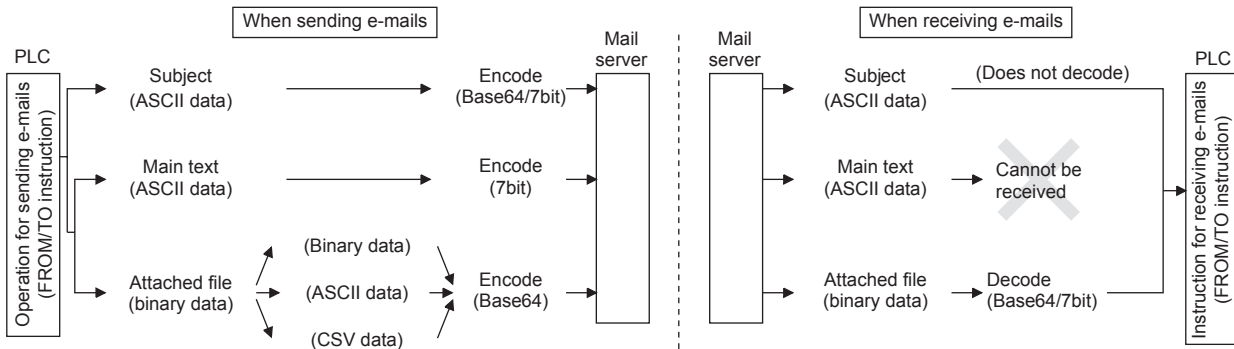 When sending e-mails
PLC
Operation for sending e-mails
(FROM/TO instruction)
Subject
(ASCII data)
Encode
(Base64/7bit)
Mail
server
Main text
(ASCII data)
Encode
(7bit)
Attached file
(binary data)
(Binary data)
(ASCII data)
(CSV data)
Encode
(Base64)
When receiving e-mails
Mail
server
Subject
(ASCII data)
(Does not decode)
PLC
Instruction for receiving e-mails
(FROM/TO instruction)
Main text
(ASCII data)
Cannot be
received
Attached file
(binary data)
Decode
(Base64/7bit)